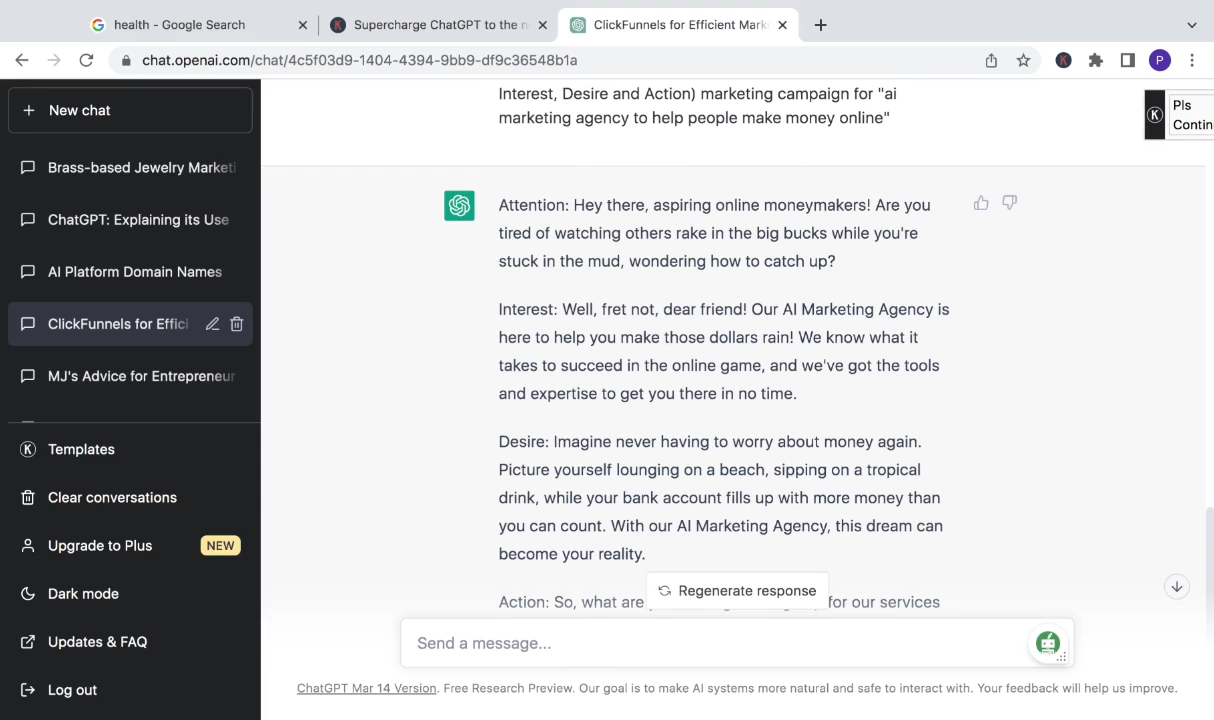 health - Google Search
Supercharge ChatGPT to the n
ClickFunnels for Efficient Mark
chat.openai.com/chat/4c5f03d9-1404-4394-9bb9-df9c36548b1a
K
P
New chat
Brass-based Jewelry Marketi
ChatGPT: Explaining its Use
AI Platform Domain Names
ClickFunnels for Effici
MJ's Advice for Entrepreneur
K Templates
Clear conversations
Upgrade to Plus NEW
Dark mode
Updates & FAQ
Log out
Interest, Desire and Action) marketing campaign for "ai
marketing agency to help people make money online"
K
Pls
Contin
Attention: Hey there, aspiring online moneymakers! Are you
tired of watching others rake in the big bucks while you're
stuck in the mud, wondering how to catch up?
Interest: Well, fret not, dear friend! Our AI Marketing Agency is
here to help you make those dollars rain! We know what it
takes to succeed in the online game, and we've got the tools
and expertise to get you there in no time.
Desire: Imagine never having to worry about money again.
Picture yourself lounging on a beach, sipping on a tropical
drink, while your bank account fills up with more money than
you can count. With our AI Marketing Agency, this dream can
become your reality.
Action: So, what are for our services
Regenerate response
Send a message...
ChatGPT Mar 14 Version. Free Research Preview. Our goal is to make AI systems more natural and safe to interact with. Your feedback will help us improve.